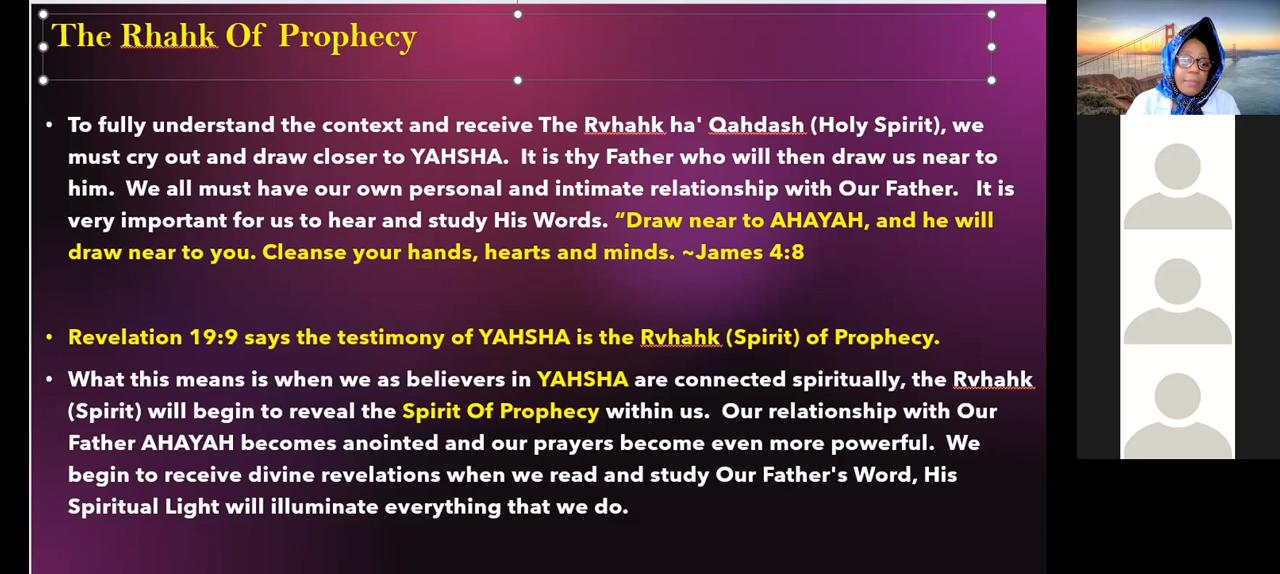 The Rhahk Of Prophecy
• To fully understand the context and receive The Rvhahk ha' Qahdash (Holy Spirit), we
must cry out and draw closer to YAHSHA. It is thy Father who will then draw us near to
him. We all must have our own personal and intimate relationship with Our Father. It is
very important for us to hear and study His Words. "Draw near to AHAYAH, and he will
draw near to you. Cleanse your hands, hearts and minds. ~James 4:8
• Revelation 19:9 says the testimony of YAHSHA is the Rvhahk (Spirit) of Prophecy.
• What this means is when we as believers in YAHSHA are connected spiritually, the Rvhahk
(Spirit) will begin to reveal the Spirit Of Prophecy within us. Our relationship with Our
Father AHAYAH becomes anointed and our prayers become even more powerful. We
begin to receive divine revelations when we read and study Our Father's Word, His
Spiritual Light will illuminate everything that we do.